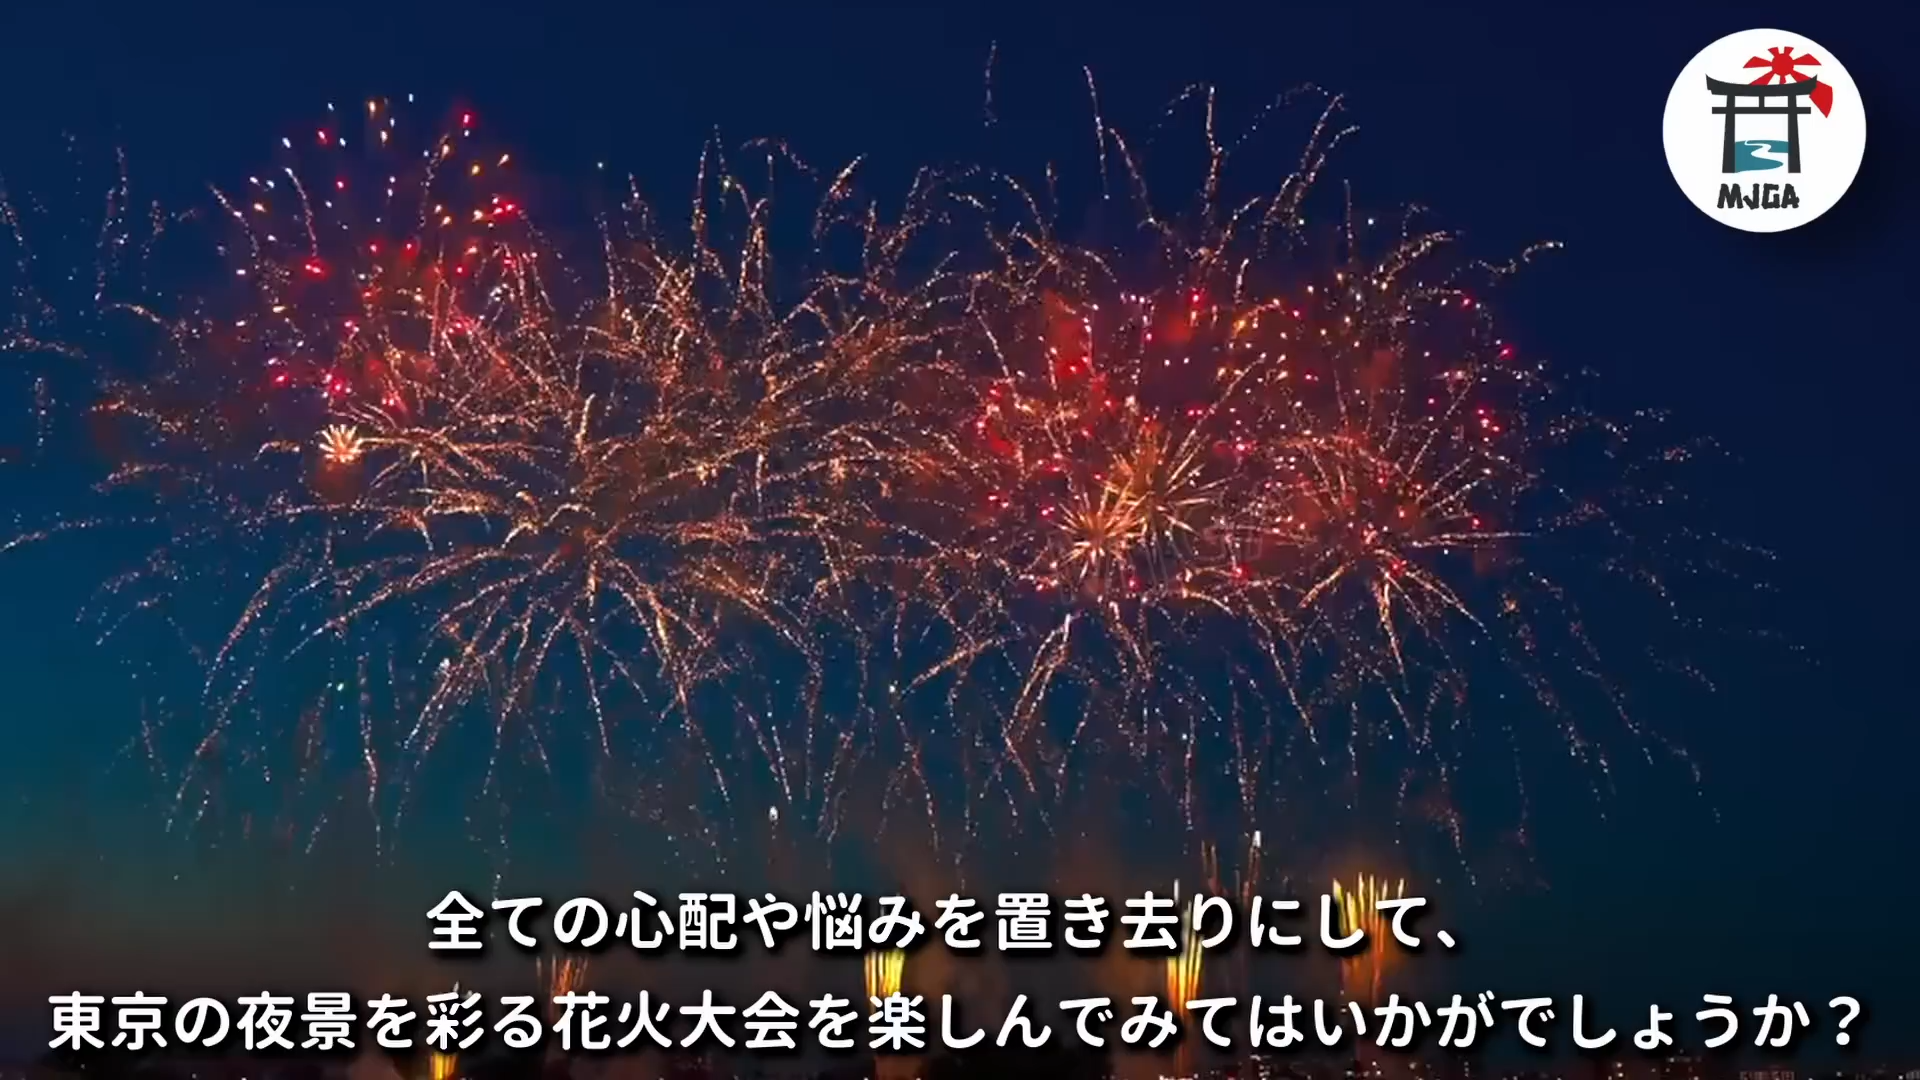 MJGA
全ての心配や悩みを置き去りにして、
東京の夜景を彩る花火大会を楽しんでみてはいかがでしょうか？